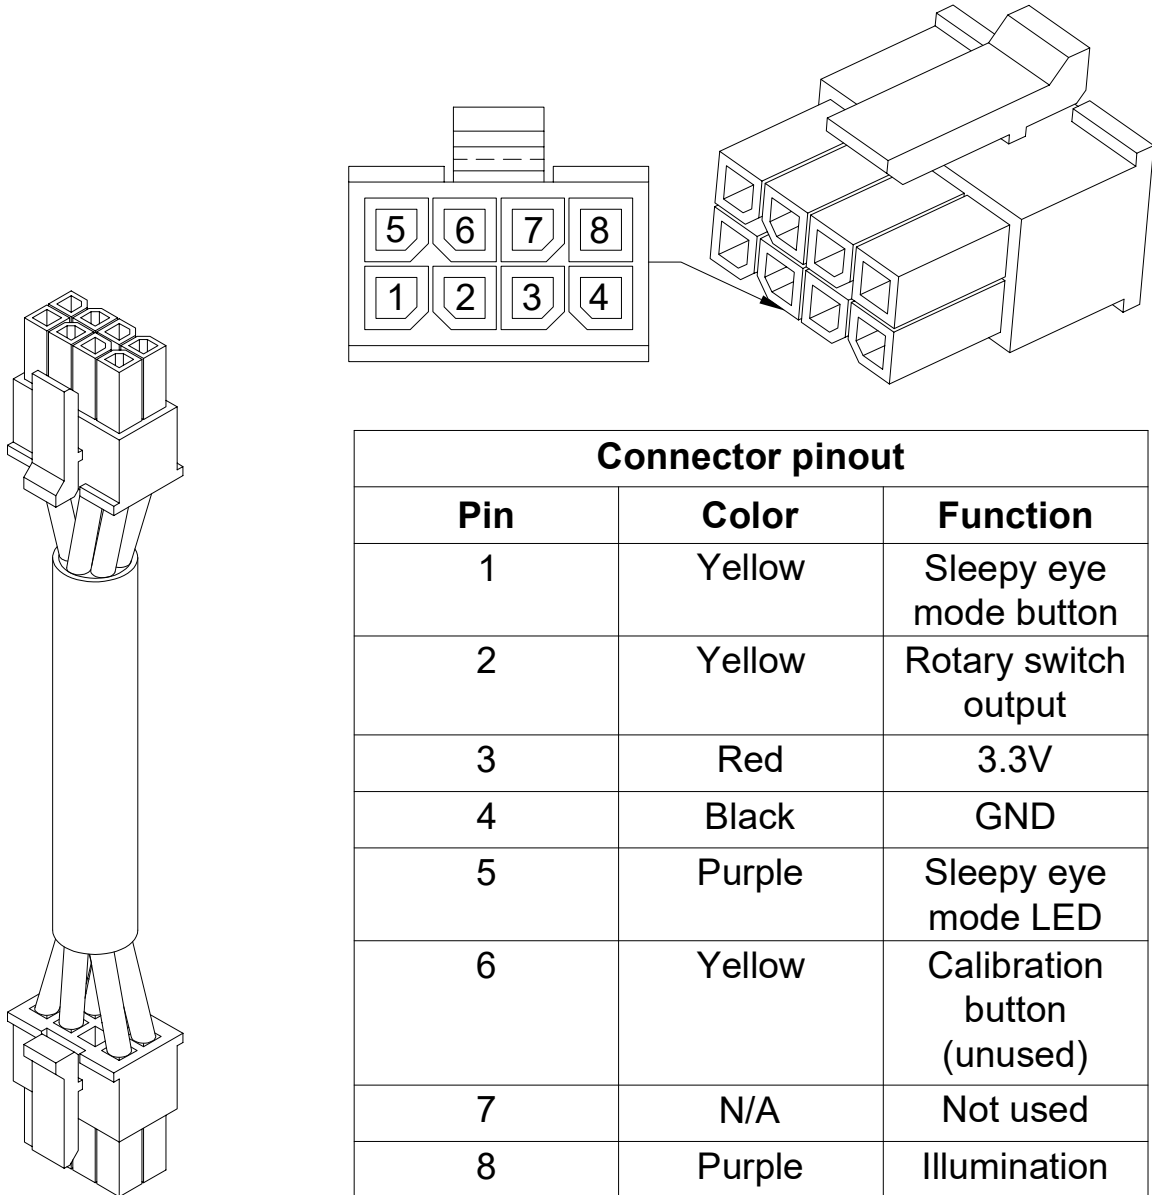 5 6 7 8
1 2 3 4
Connector pinout
Pin Color Function
1 Yellow Sleepy eye
mode button
2 Yellow Rotary switch
output
3 Red 3.3V
4 Black GND
5 Purple Sleepy eye
mode LED
6 Yellow Calibration
button
(unused)
7 N/A Not used
8 Purple Illumination